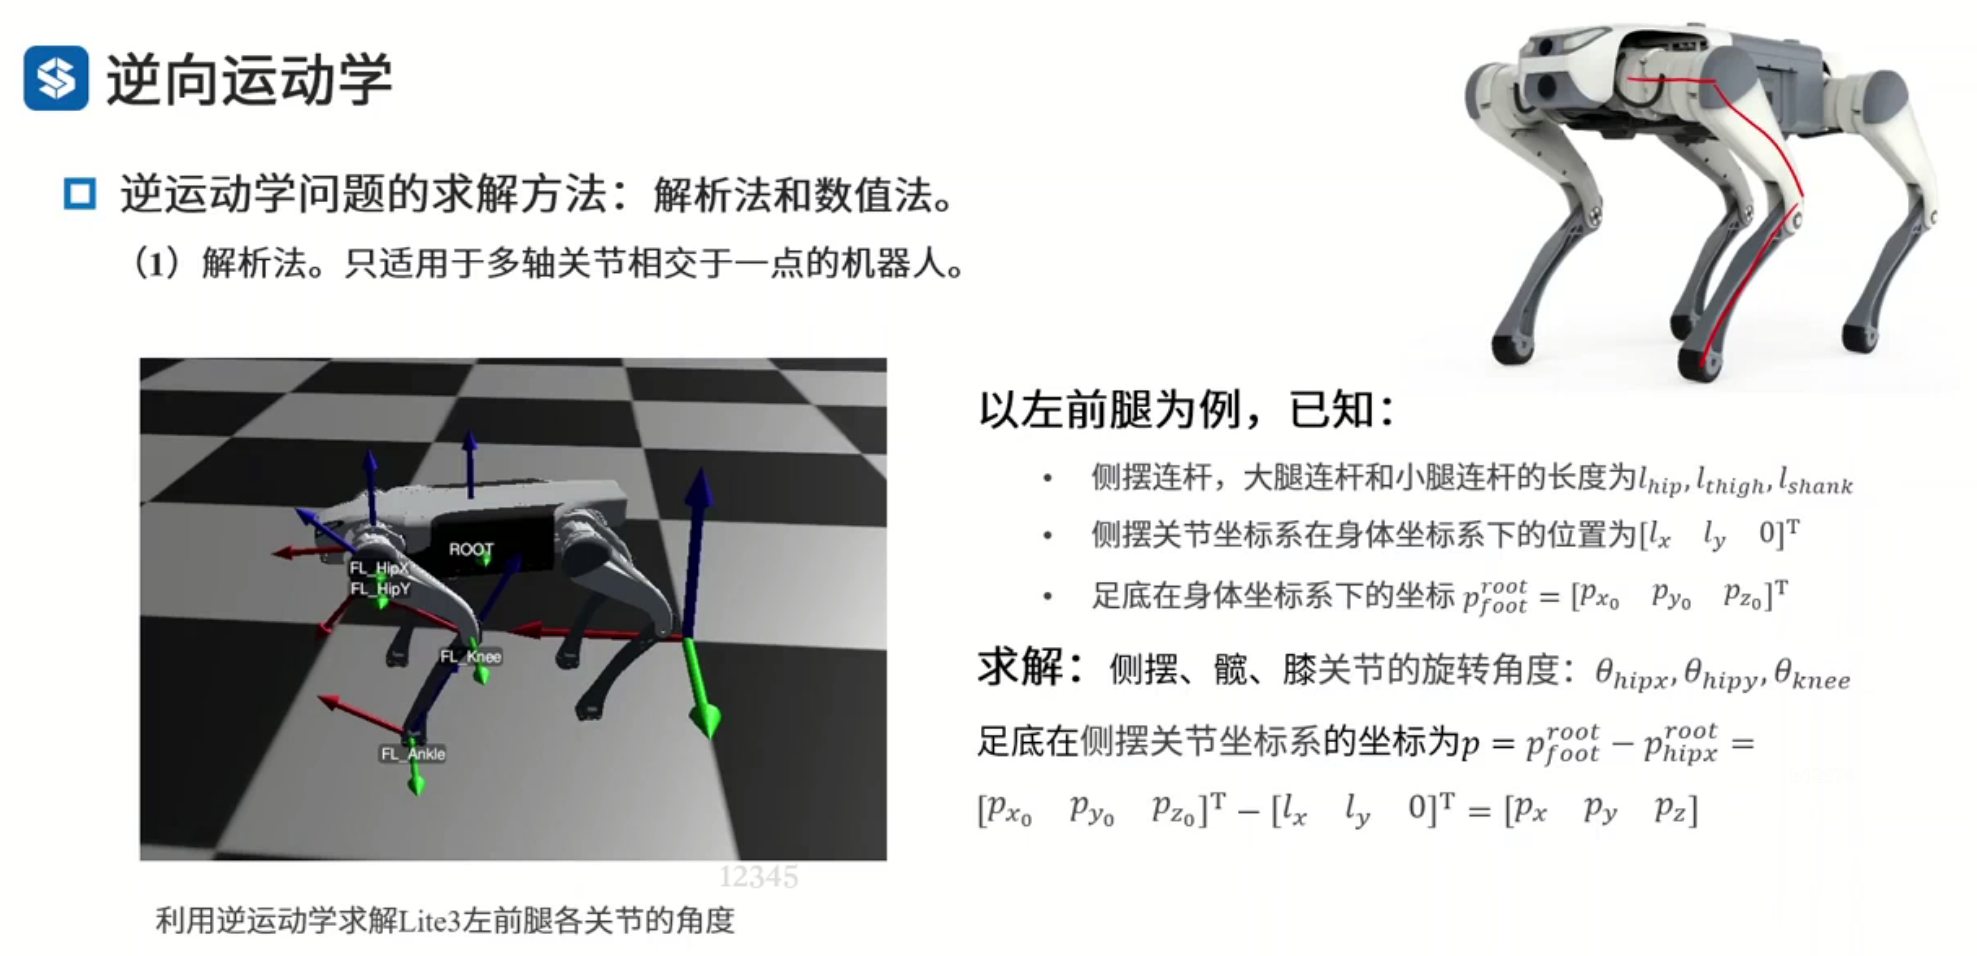 逆向运动学
逆运动学问题的求解方法：解析法和数值法。
（1）解析法。只适用于多轴关节相交于一点的机器人。
ROOT
FL_HipX
FL_HipY
FL_Knee
FL_Ankle
12345
利用逆运动学求解Lite3左前腿各关节的角度
以左前腿为例，已知：
• 侧摆连杆，大腿连杆和小腿连杆的长度为$l_{hip}, l_{thigh}, l_{shank}$
• 侧摆关节坐标系在身体坐标系下的位置为$[l_x \quad l_y \quad 0]^{\mathrm{T}}$
• 足底在身体坐标系下的坐标 $p_{foot}^{root} = [p_{x_0} \quad p_{y_0} \quad p_{z_0}]^{\mathrm{T}}$
求解：侧摆、髋、膝关节的旋转角度：$\theta_{hipx}, \theta_{hipy}, \theta_{knee}$
足底在侧摆关节坐标系的坐标为$p = p_{foot}^{root} - p_{hipx}^{root} =$
$[p_{x_0} \quad p_{y_0} \quad p_{z_0}]^{\mathrm{T}} - [l_x \quad l_y \quad 0]^{\mathrm{T}} = [p_x \quad p_y \quad p_z]$